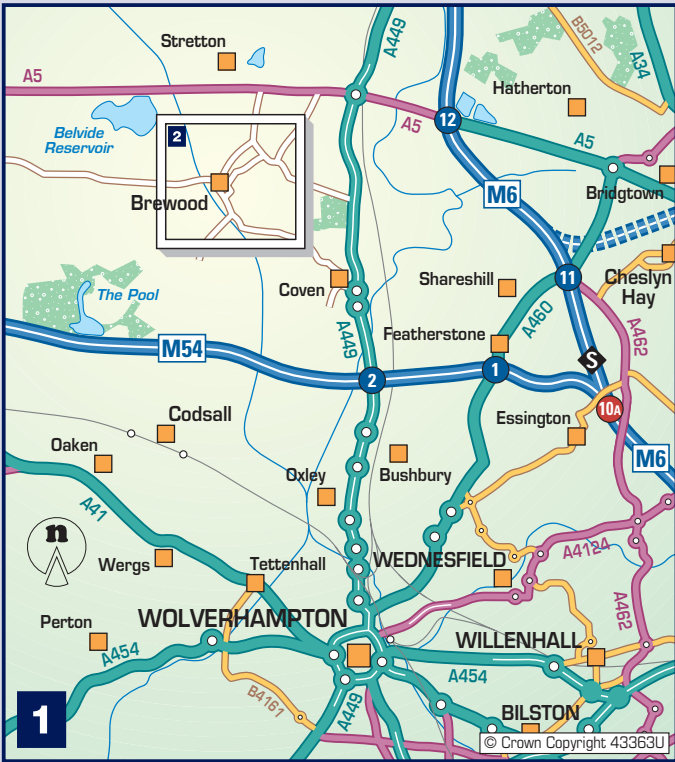 Stretton
A449
B5012
A34
Hatherton
A5
A5
12
A5
Belvide
Reservoir
2
Brewood
M6
Bridgtown
11
Cheslyn
Hay
Shareshill
Coven
The Pool
A460
A462
Featherstone
A449
M54
S
1
2
10A
Codsall
Essington
M6
Oaken
Oxley
Bushbury
A41
n
A4124
Wergs
Tettenhall
WEDNESFIELD
WOLVERHAMPTON
A462
Perton
WILLENHALL
A454
A454
B4161
A449
BILSTON
1
© Crown Copyright 43363U